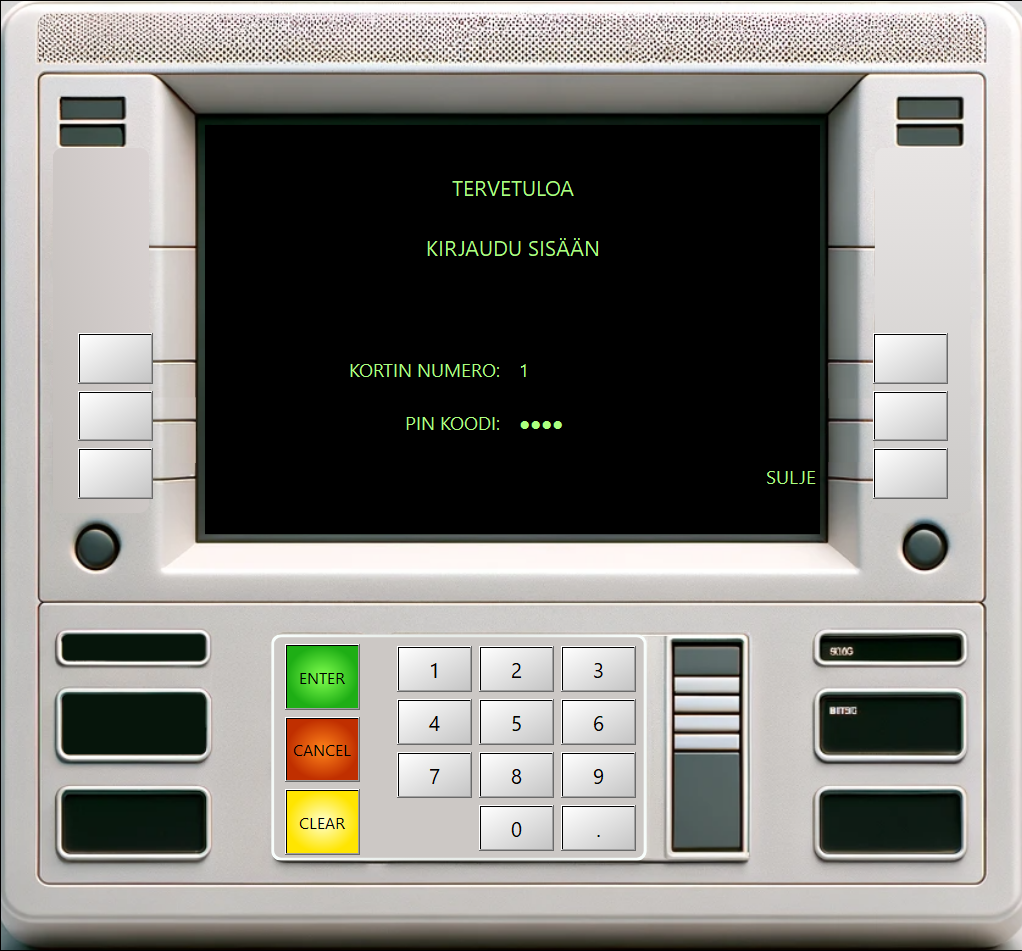 TERVETULOA
KIRJAUDU SISÄÄN
KORTIN NUMERO: 1
PIN KOODI: ●●●●
SULJE
ENTER
CANCEL
CLEAR
1 2 3
4 5 6
7 8 9
0 .